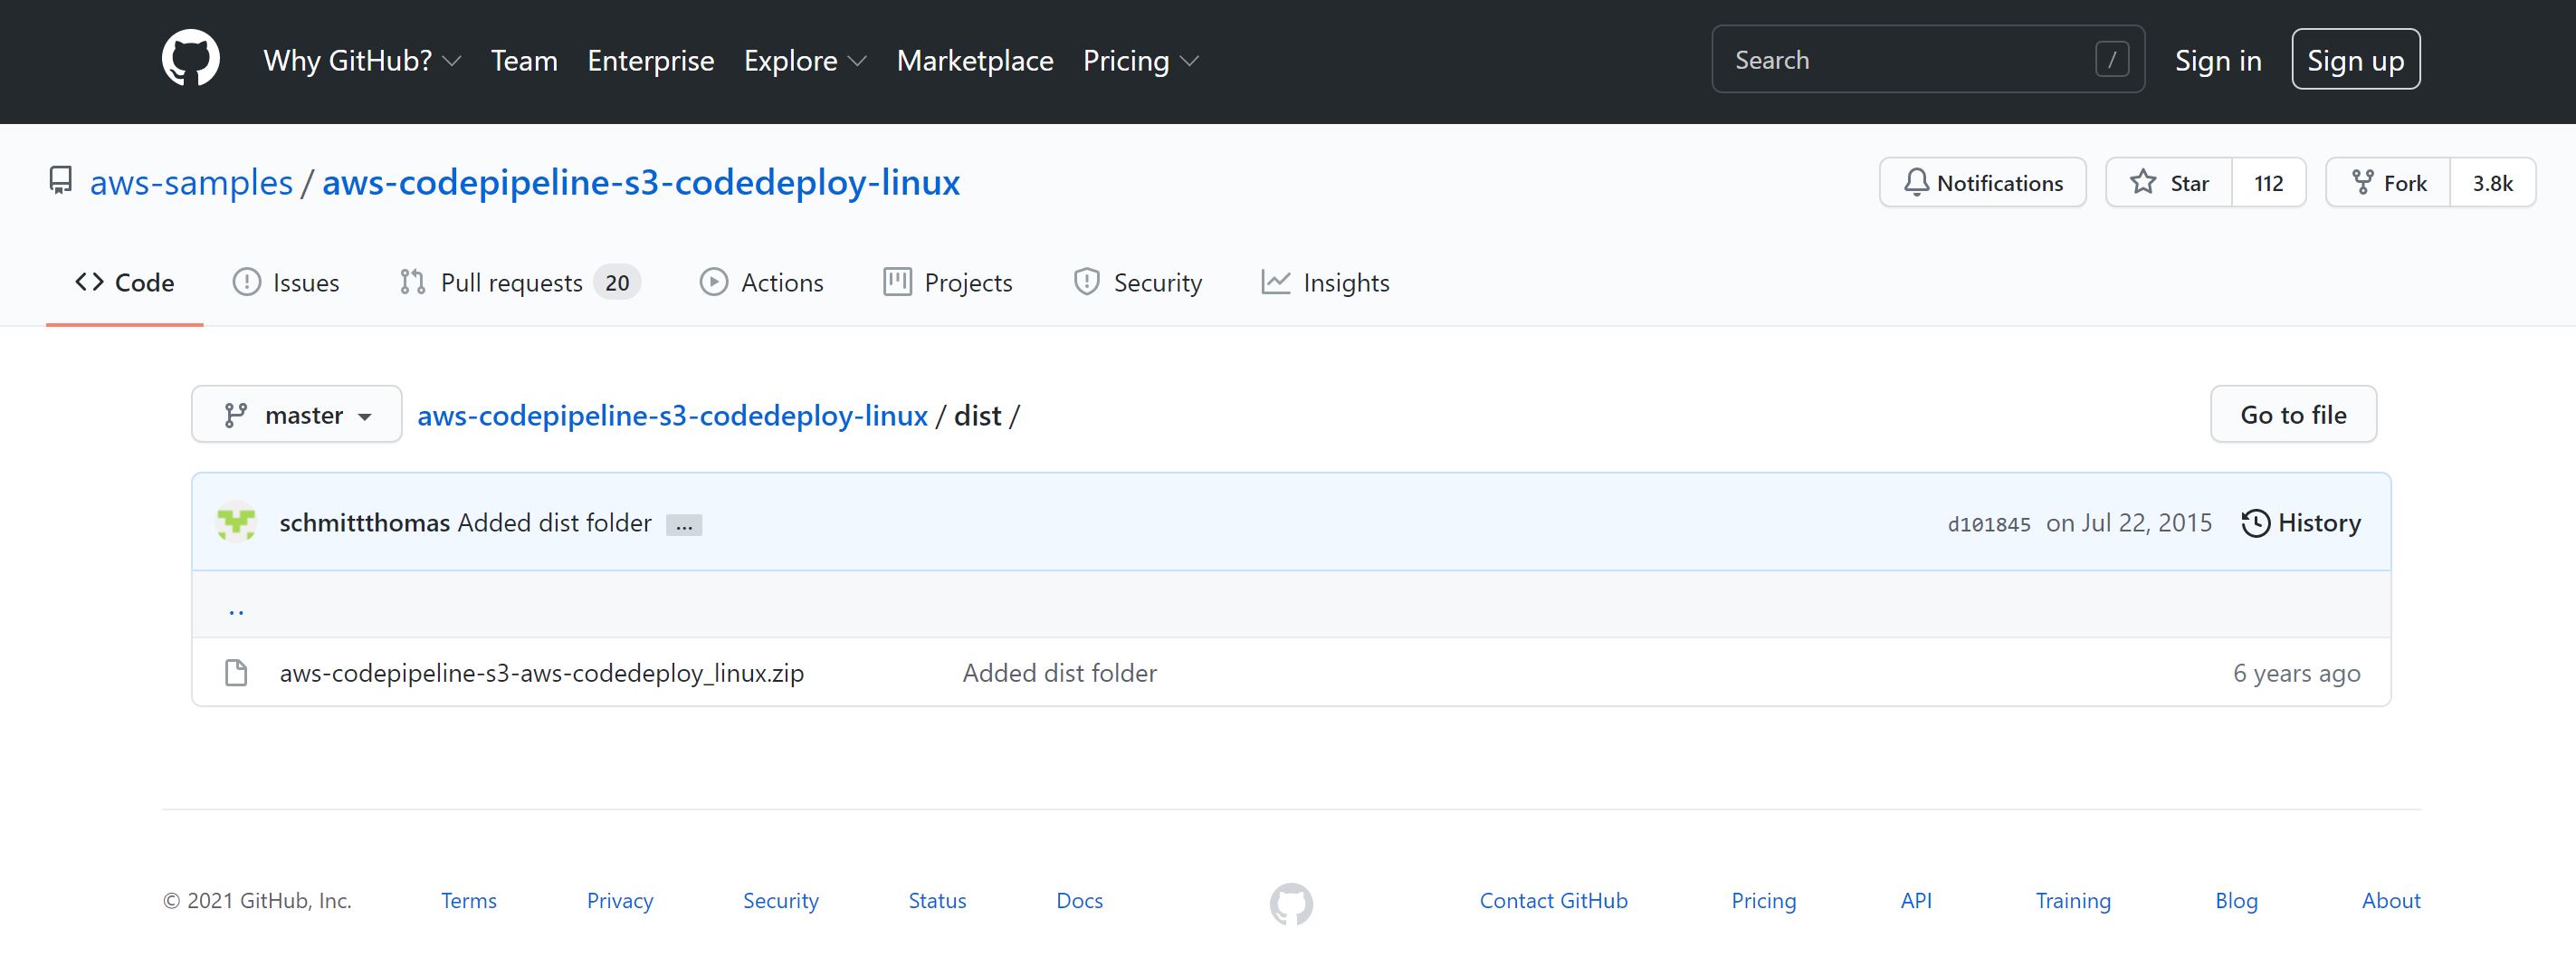 Why GitHub? Team Enterprise Explore Marketplace Pricing Search / Sign in Sign up
aws-samples / aws-codepipeline-s3-codedeploy-linux Notifications Star 112 Fork 3.8k
Code Issues Pull requests 20 Actions Projects Security Insights
master aws-codepipeline-s3-codedeploy-linux / dist / Go to file
schmittthomas Added dist folder ... d101845 on Jul 22, 2015 History
..
aws-codepipeline-s3-aws-codedeploy_linux.zip Added dist folder 6 years ago
© 2021 GitHub, Inc. Terms Privacy Security Status Docs Contact GitHub Pricing API Training Blog About